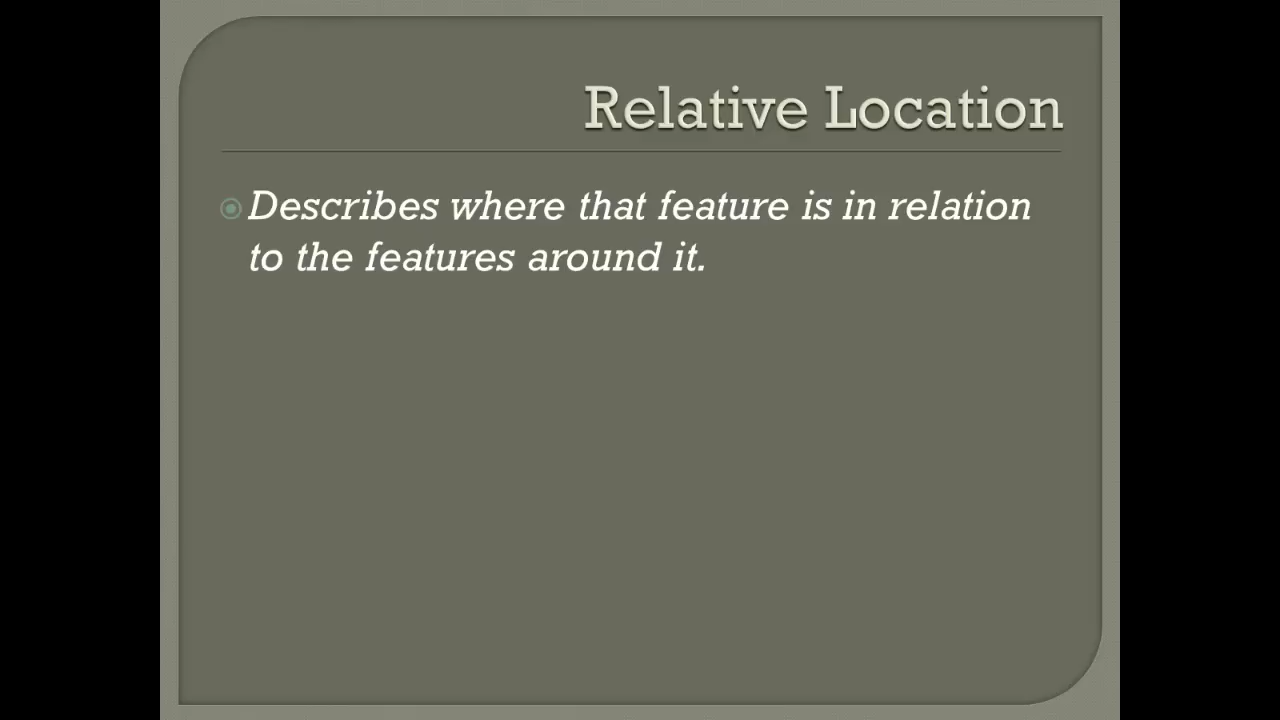 Relative Location
Describes where that feature is in relation
to the features around it.